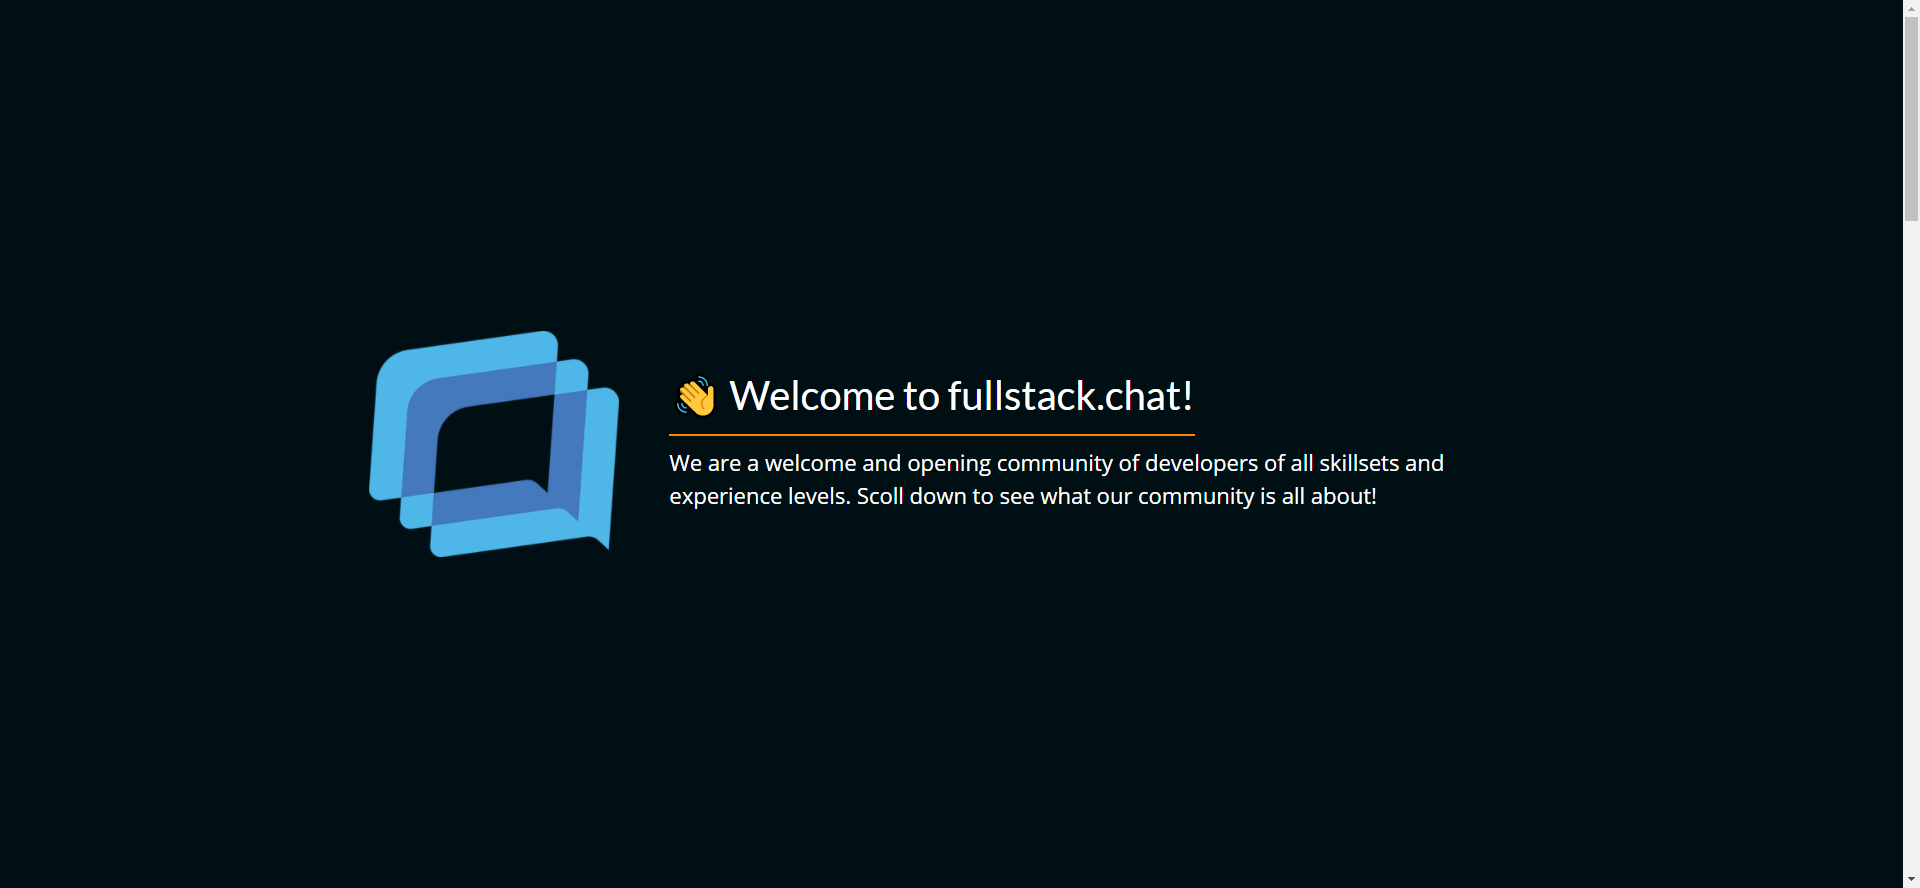 👋 Welcome to fullstack.chat!
We are a welcome and opening community of developers of all skillsets and
experience levels. Scoll down to see what our community is all about!